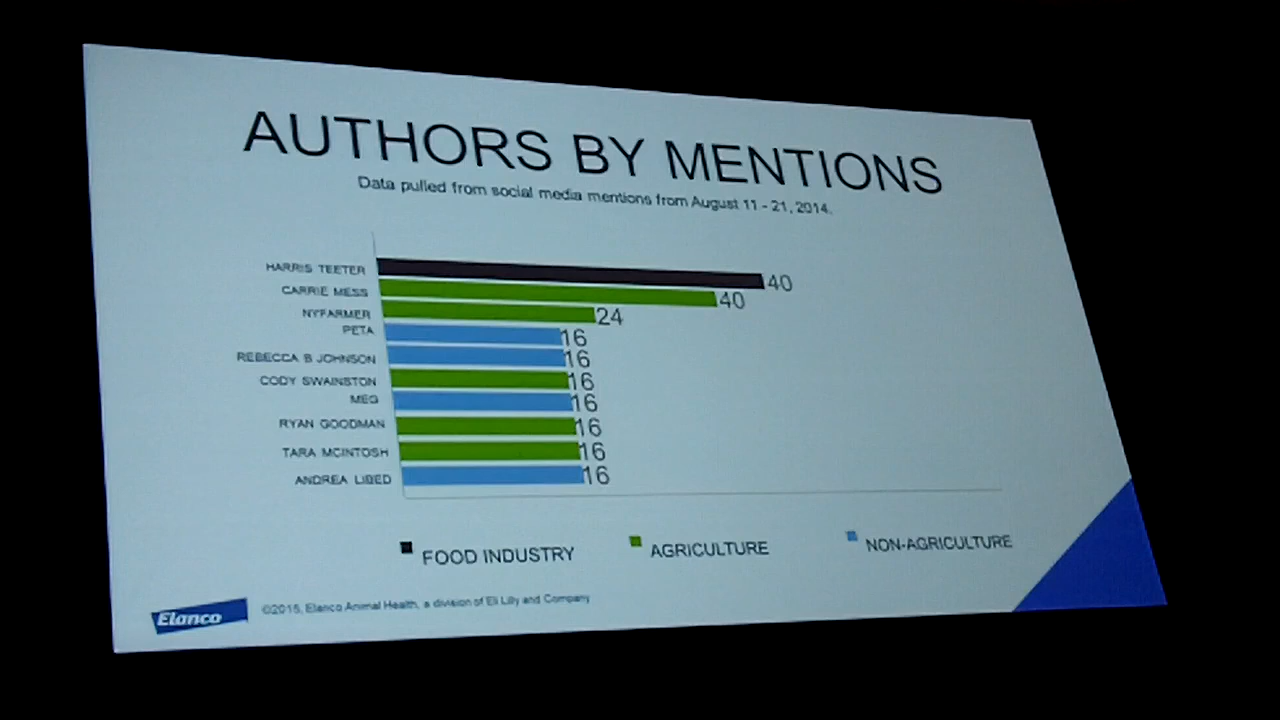 AUTHORS BY MENTIONS
Data pulled from social media mentions from August 11 - 21, 2014.
HARRIS TEETER 40
CARRIE MESS 40
NYFARMER 24
PETA 16
REBECCA B JOHNSON 16
CODY SWAINSTON 16
MEG 16
RYAN GOODMAN 16
TARA MCINTOSH 16
ANDREA LIBED 16
FOOD INDUSTRY AGRICULTURE NON-AGRICULTURE
Elanco ©2015, Elanco Animal Health, a division of Eli Lilly and Company